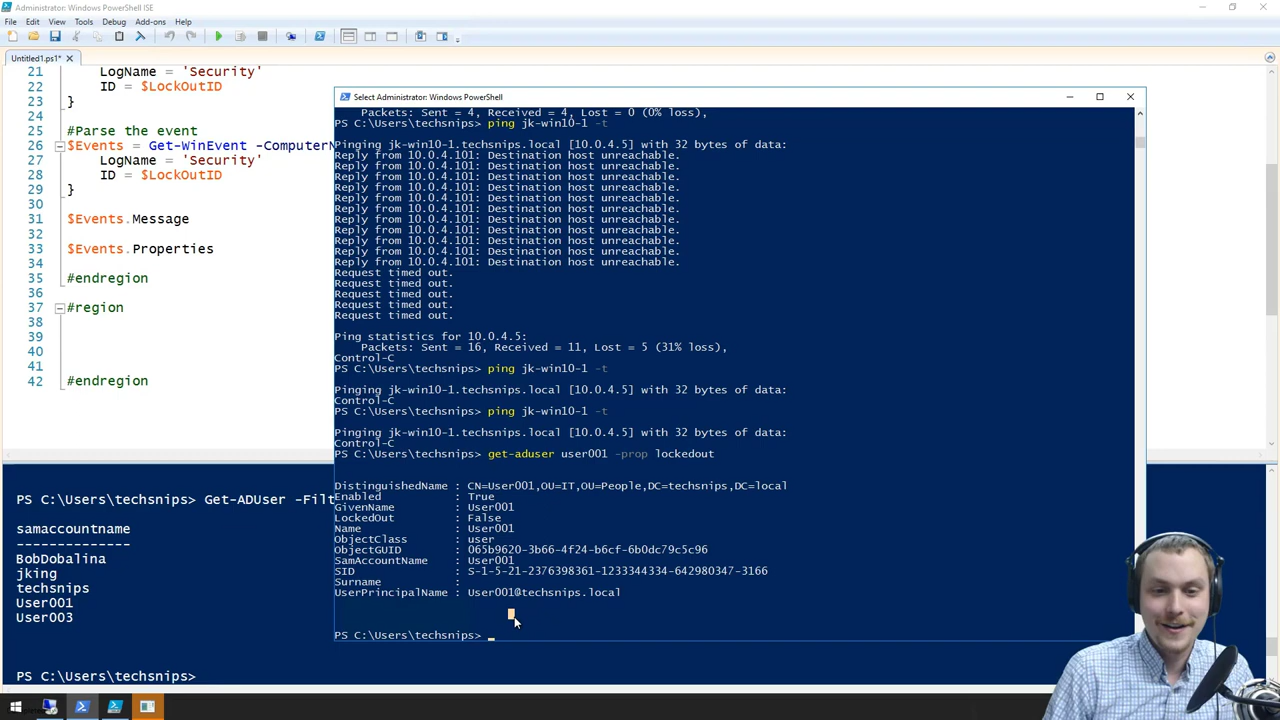 Administrator: Windows PowerShell ISE
File Edit View Tools Debug Add-ons Help
Untitled1.ps1* X
21 LogName = 'Security'
22 ID = $LockOutID
23 }
24
25 #Parse the event
26 $Events = Get-WinEvent -ComputerN
27 LogName = 'Security'
28 ID = $LockOutID
29 }
30
31 $Events.Message
32
33 $Events.Properties
34
35 #endregion
36
37 #region
38
39
40
41
42 #endregion
PS C:\Users\techsnips> Get-ADUser -Filt
samaccountname
--------------
BobDobalina
jking
techsnips
User001
User003
PS C:\Users\techsnips>
Select Administrator: Windows PowerShell
Packets: Sent = 4, Received = 4, Lost = 0 (0% loss),
PS C:\Users\techsnips> ping jk-win10-1 -t
Pinging jk-win10-1.techsnips.local [10.0.4.5] with 32 bytes of data:
Reply from 10.0.4.101: Destination host unreachable.
Reply from 10.0.4.101: Destination host unreachable.
Reply from 10.0.4.101: Destination host unreachable.
Reply from 10.0.4.101: Destination host unreachable.
Reply from 10.0.4.101: Destination host unreachable.
Reply from 10.0.4.101: Destination host unreachable.
Reply from 10.0.4.101: Destination host unreachable.
Reply from 10.0.4.101: Destination host unreachable.
Reply from 10.0.4.101: Destination host unreachable.
Reply from 10.0.4.101: Destination host unreachable.
Reply from 10.0.4.101: Destination host unreachable.
Request timed out.
Request timed out.
Request timed out.
Request timed out.
Request timed out.
Ping statistics for 10.0.4.5:
Packets: Sent = 16, Received = 11, Lost = 5 (31% loss),
Control-C
PS C:\Users\techsnips> ping jk-win10-1 -t
Pinging jk-win10-1.techsnips.local [10.0.4.5] with 32 bytes of data:
Control-C
PS C:\Users\techsnips> ping jk-win10-1 -t
Pinging jk-win10-1.techsnips.local [10.0.4.5] with 32 bytes of data:
Control-C
PS C:\Users\techsnips> get-aduser user001 -prop lockedout
DistinguishedName : CN=User001,OU=IT,OU=People,DC=techsnips,DC=local
Enabled : True
GivenName : User001
LockedOut : False
Name : User001
ObjectClass : user
ObjectGUID : 065b9620-3b66-4f24-b6cf-6b0dc79c5c96
SamAccountName : User001
SID : S-1-5-21-2376398361-1233344334-642980347-3166
Surname :
UserPrincipalName : User001@techsnips.local
PS C:\Users\techsnips> _